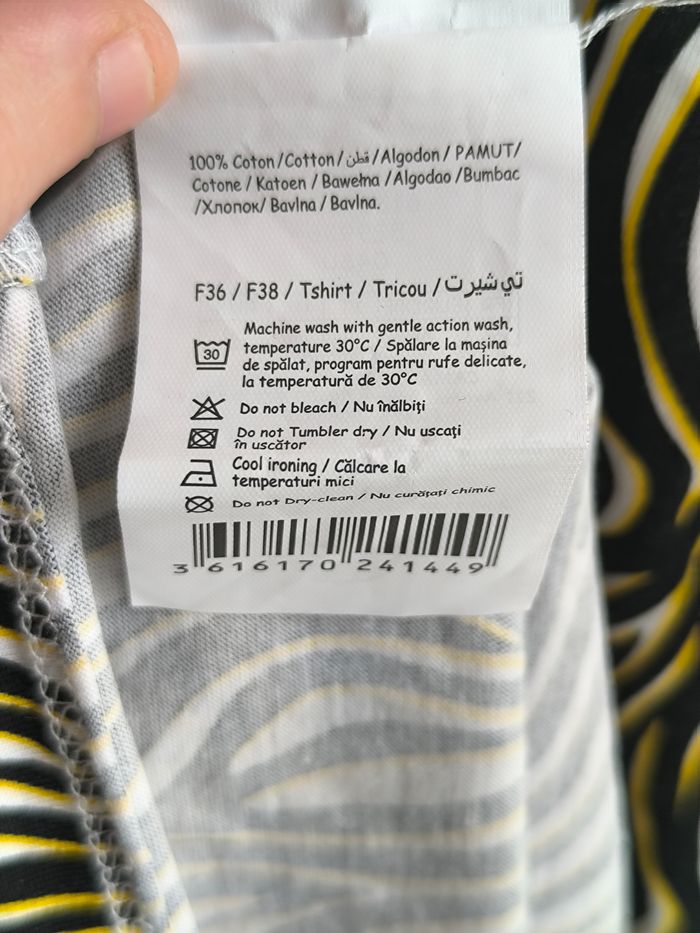 100% Coton/Cotton/قطن/Algodon/ PAMUT/
Cotone / Katoen / Bawełna /Algodao /Bumbac
/Хлопок/ Bavlna / Bavlna.
F36 / F38 / Tshirt / Tricou / تي شيرت
30
Machine wash with gentle action wash,
temperature 30°C / Spălare la mașina
de spălat, program pentru rufe delicate,
la temperatură de 30°C
Do not bleach / Nu înălbiți
Do not Tumbler dry / Nu uscați
în uscător
Cool ironing / Călcare la
temperaturi mici
Do not Dry-clean / Nu curățați chimic
3 616170 241449